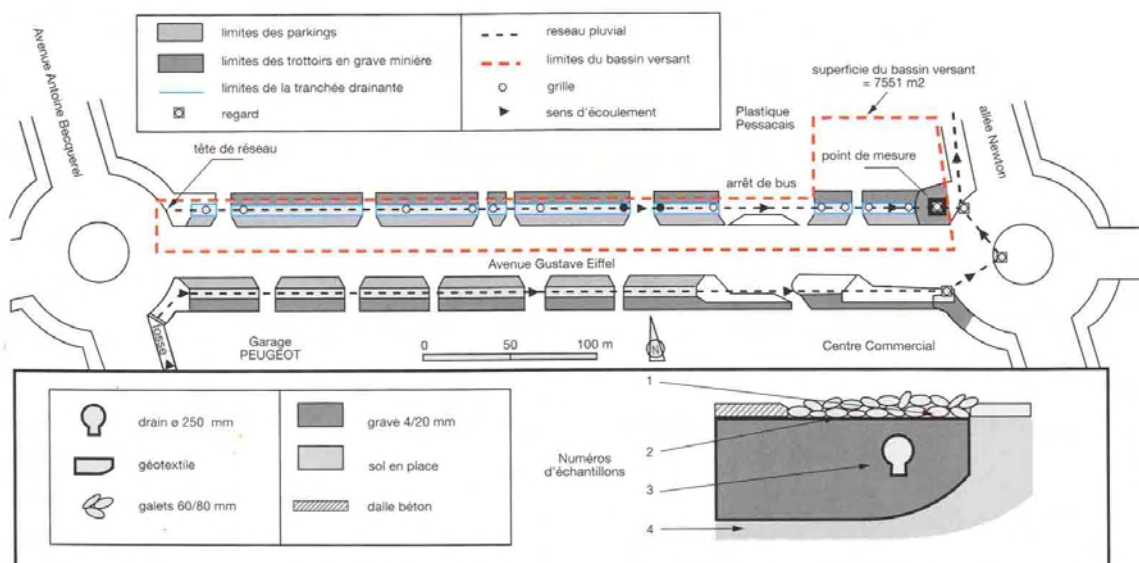 Avenue Antoine Becquerel
limites des parkings
limites des trottoirs en grave minière
limites de la tranchée drainante
regard
reseau pluvial
limites du bassin versant
grille
sens d'écoulement
superficie du bassin versant
= 7551 m2
Plastique
Pessacais
allée Newton
tête de réseau
point de mesure
arrêt de bus
Avenue Gustave Eiffel
fosse
Garage
PEUGEOT
0 50 100 m
N
Centre Commercial
drain ø 250 mm
géotextile
galets 60/80 mm
grave 4/20 mm
sol en place
dalle béton
Numéros
d'échantillons
1
2
3
4